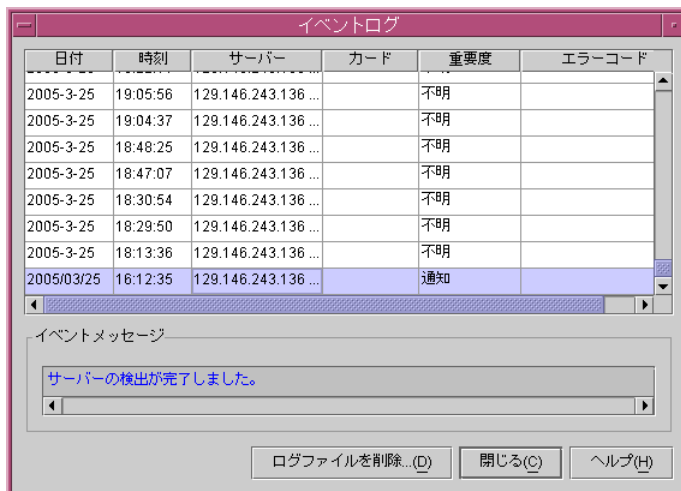 イベントログ
日付 時刻 サーバー カード 重要度 エラーコード
2005-3-25 19:05:56 129.146.243.136 ... 不明
2005-3-25 19:04:37 129.146.243.136 ... 不明
2005-3-25 18:48:25 129.146.243.136 ... 不明
2005-3-25 18:47:07 129.146.243.136 ... 不明
2005-3-25 18:30:54 129.146.243.136 ... 不明
2005-3-25 18:29:50 129.146.243.136 ... 不明
2005-3-25 18:13:36 129.146.243.136 ... 不明
2005/03/25 16:12:35 129.146.243.136 ... 通知
イベントメッセージ
サーバーの検出が完了しました。
ログファイルを削除...(D) 閉じる(C) ヘルプ(H)